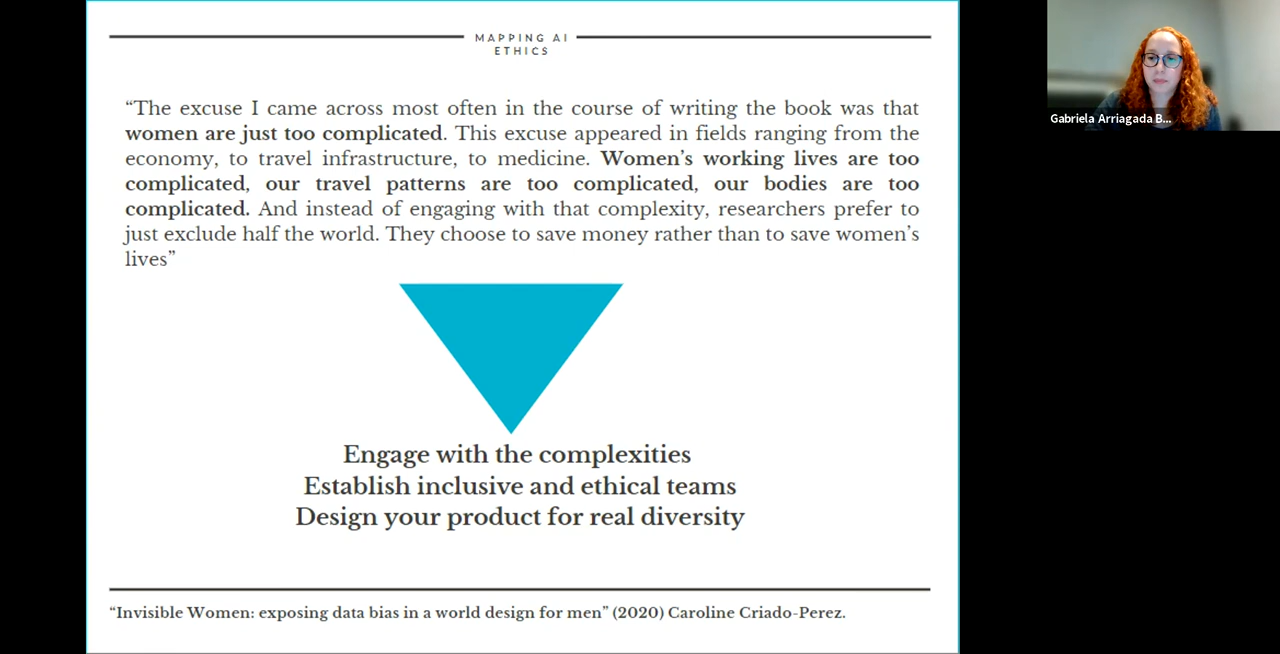 MAPPING AI
ETHICS
“The excuse I came across most often in the course of writing the book was that
women are just too complicated. This excuse appeared in fields ranging from the
economy, to travel infrastructure, to medicine. Women’s working lives are too
complicated, our travel patterns are too complicated, our bodies are too
complicated. And instead of engaging with that complexity, researchers prefer to
just exclude half the world. They choose to save money rather than to save women’s
lives”
Engage with the complexities
Establish inclusive and ethical teams
Design your product for real diversity
“Invisible Women: exposing data bias in a world design for men” (2020) Caroline Criado-Perez.
Gabriela Arriagada B...